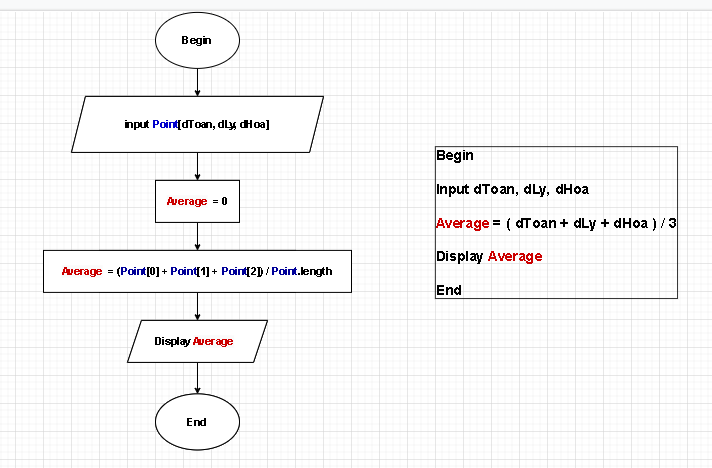 Begin
input Point[dToan, dLy, dHoa]
Average = 0
Average = (Point[0] + Point[1] + Point[2]) / Point.length
Display Average
End
Begin
Input dToan, dLy, dHoa
Average = ( dToan + dLy + dHoa ) / 3
Display Average
End